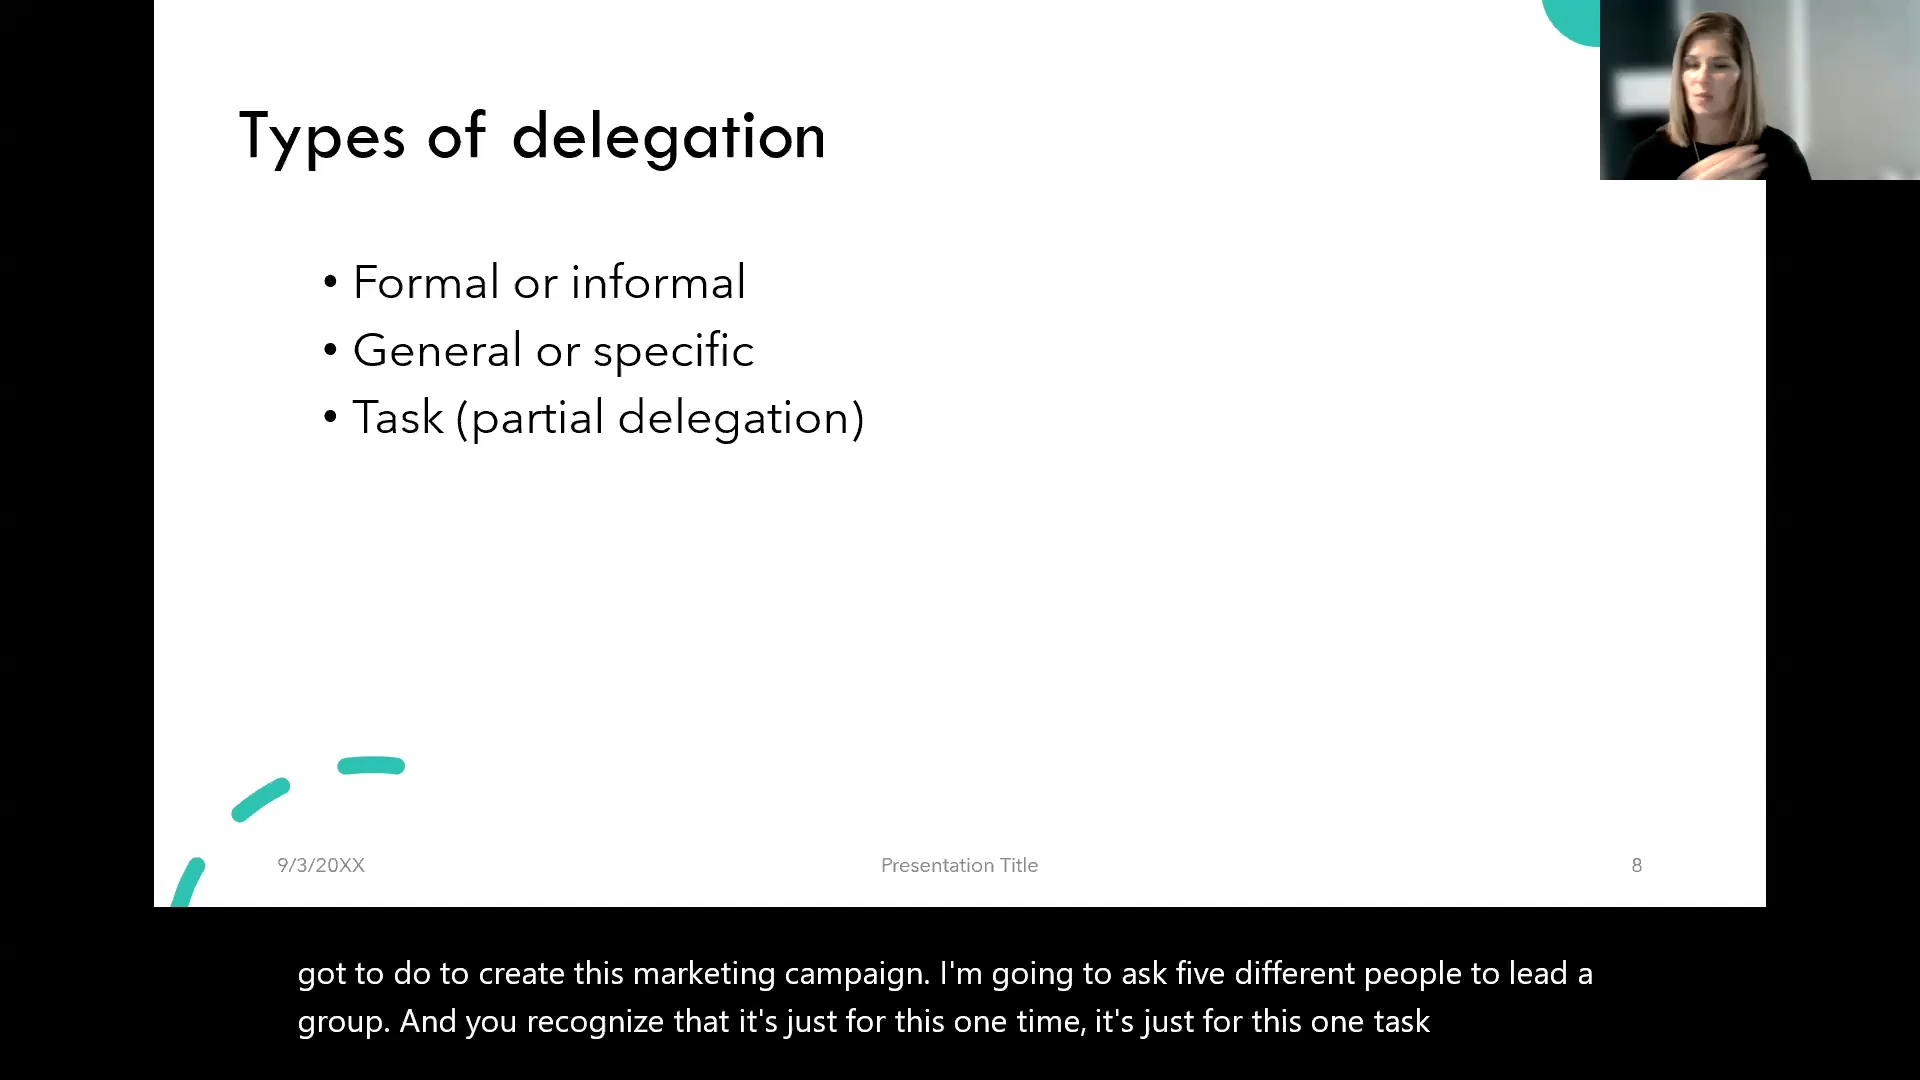 Types of delegation
• Formal or informal
• General or specific
• Task (partial delegation)
9/3/20XX
Presentation Title
8
got to do to create this marketing campaign. I'm going to ask five different people to lead a
group. And you recognize that it's just for this one time, it's just for this one task